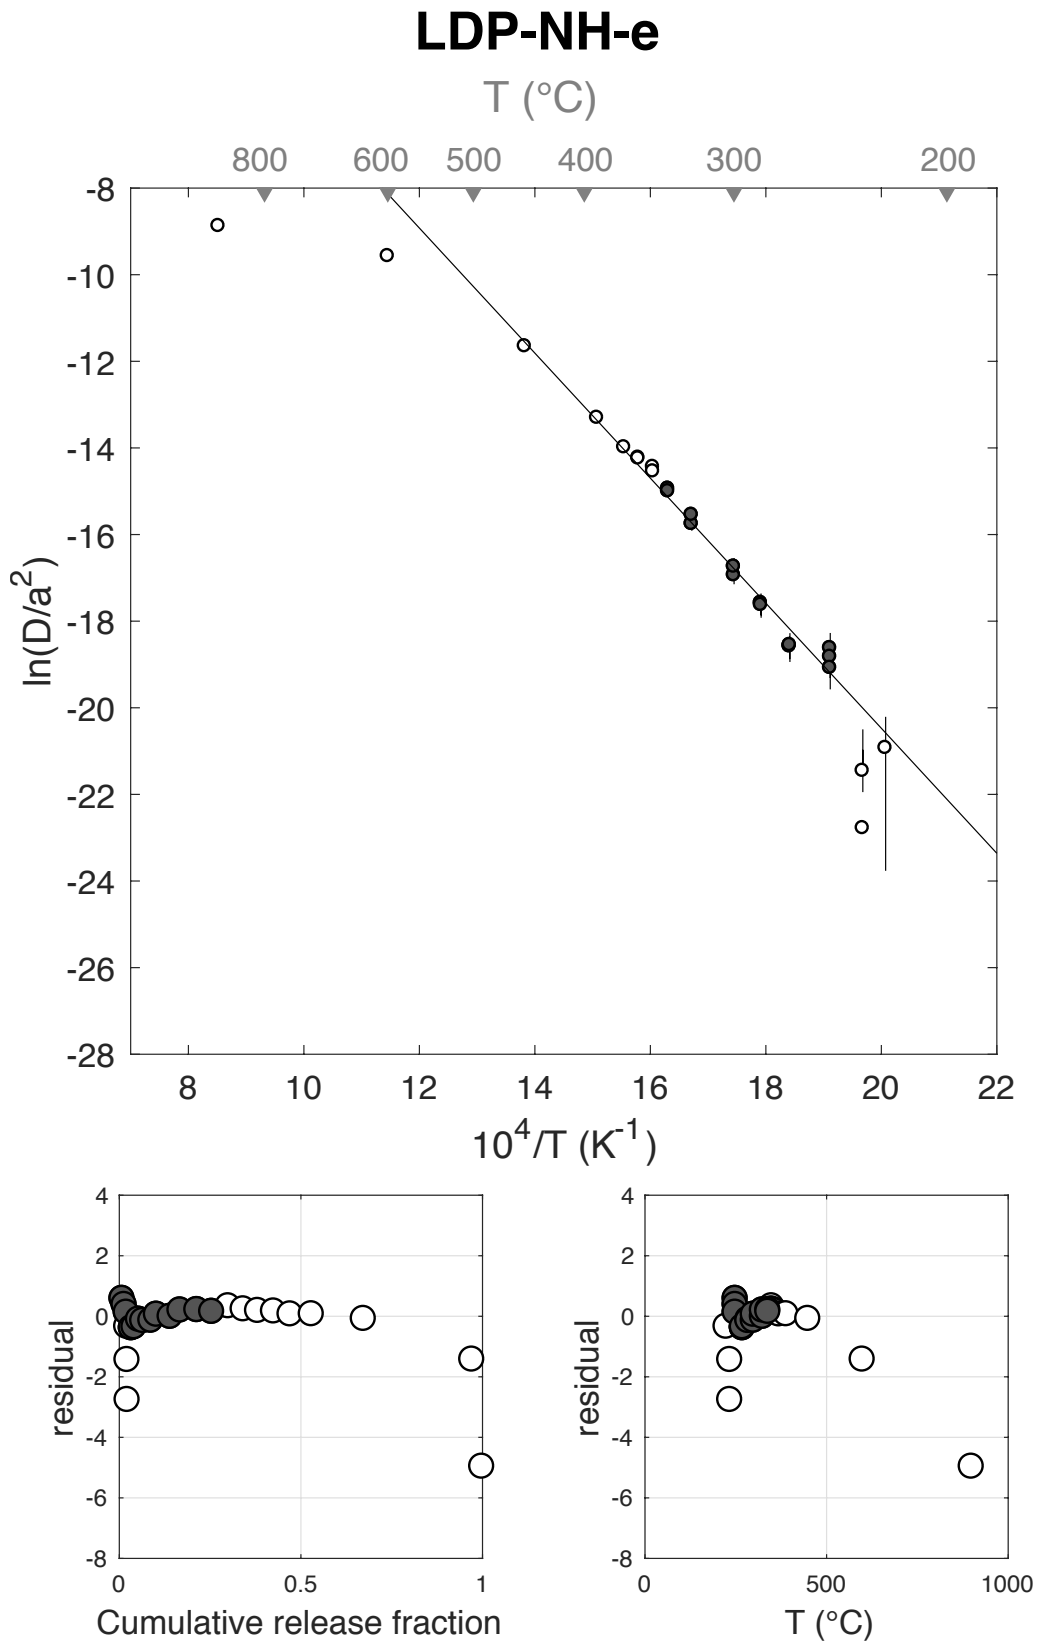 LDP-NH-e
T (°C)
800 600 500 400 300 200
-8
-10
-12
-14
-16
-18
-20
-22
-24
-26
-28
ln(D/a²)
8 10 12 14 16 18 20 22
10⁴/T (K⁻¹)
4
2
0
-2
-4
-6
-8
residual
0 0.5 1
Cumulative release fraction
4
2
0
-2
-4
-6
-8
residual
0 500 1000
T (°C)